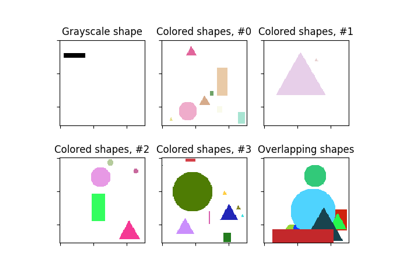 Grayscale shape
Colored shapes, #0
Colored shapes, #1
Colored shapes, #2
Colored shapes, #3
Overlapping shapes